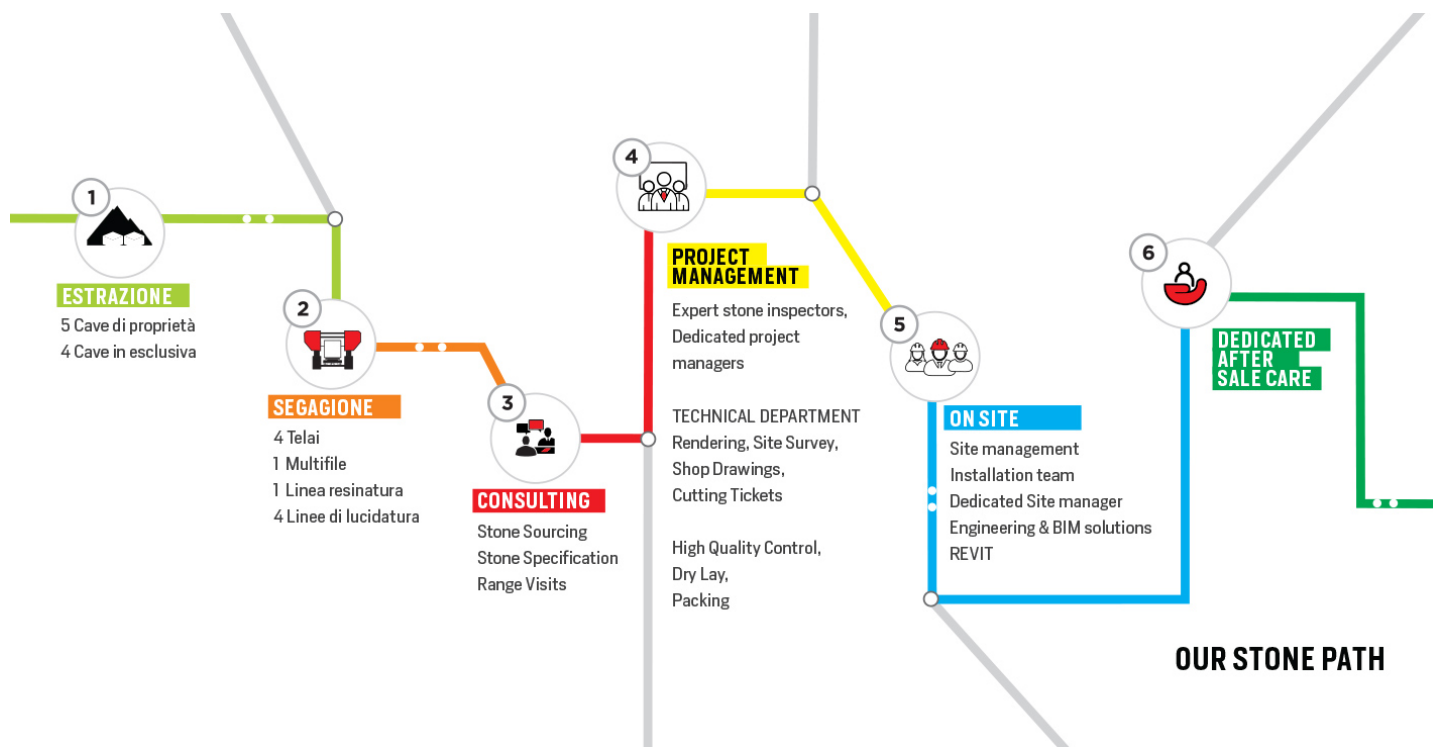 1
ESTRAZIONE
5 Cave di proprietà
4 Cave in esclusiva
2
SEGAGIONE
4 Telai
1 Multifile
1 Linea resinatura
4 Linee di lucidatura
3
CONSULTING
Stone Sourcing
Stone Specification
Range Visits
4
PROJECT
MANAGEMENT
Expert stone inspectors,
Dedicated project
managers
TECHNICAL DEPARTMENT
Rendering, Site Survey,
Shop Drawings,
Cutting Tickets
High Quality Control,
Dry Lay,
Packing
5
ON SITE
Site management
Installation team
Dedicated Site manager
Engineering & BIM solutions
REVIT
6
DEDICATED
AFTER
SALE CARE
OUR STONE PATH